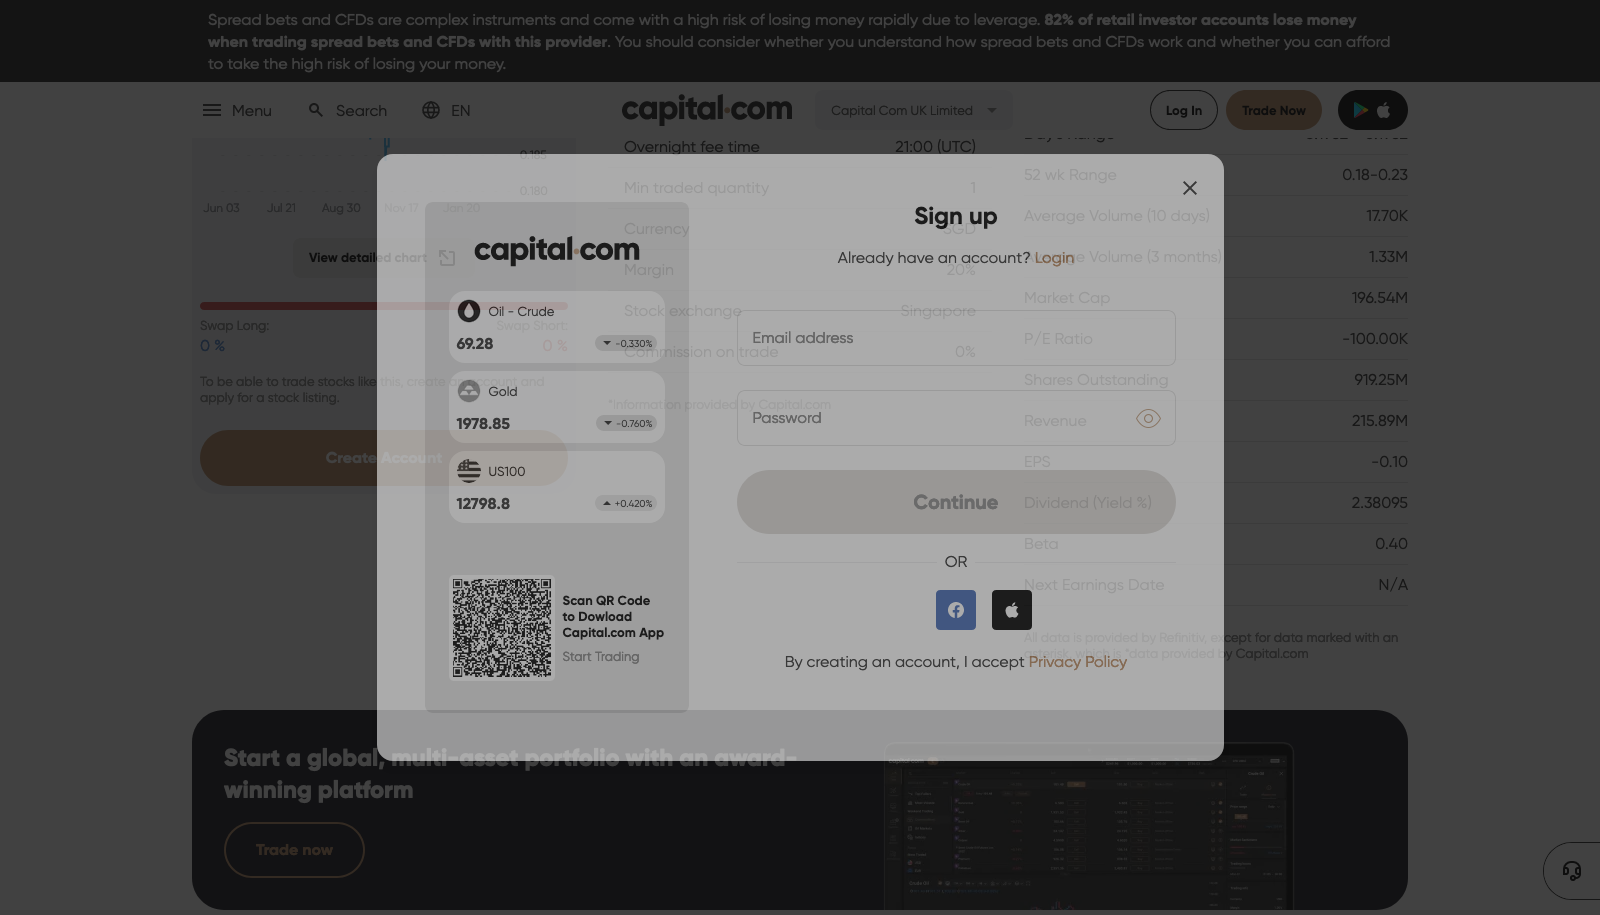 Spread bets and CFDs are complex instruments and come with a high risk of losing money rapidly due to leverage. 82% of retail investor accounts lose money
when trading spread bets and CFDs with this provider. You should consider whether you understand how spread bets and CFDs work and whether you can afford
to take the high risk of losing your money.
Menu
Search
EN
capital.com
Capital Com UK Limited
Log In
Trade Now
0.185
0.180
Jun 03
Jul 21
Aug 30
Nov 17
Jan 30
View detailed chart
Swap Long:
0 %
Swap Short:
0 %
To be able to trade stocks like this, create an account and
apply for a stock listing.
Create Account
Overnight fee time
21:00 (UTC)
Min traded quantity
1
Currency
SGD
Margin
20%
Stock exchange
Singapore
Commission on trade
0%
*Information provided by Capital.com
52 wk Range
0.18-0.23
Average Volume (10 days)
17.70K
Average Volume (3 months)
1.33M
Market Cap
196.54M
P/E Ratio
-100.00K
Shares Outstanding
919.25M
Revenue
215.89M
EPS
-0.10
Dividend (Yield %)
2.38095
Beta
0.40
Next Earnings Date
N/A
All data is provided by Refinitiv, except for data marked with an
asterisk, which is *data provided by Capital.com
capital.com
Oil - Crude
69.28
-0.330%
Gold
1978.85
-0.760%
US100
12798.8
+0.420%
Scan QR Code
to Dowload
Capital.com App
Start Trading
Sign up
Already have an account? Login
Email address
Password
Continue
OR
By creating an account, I accept Privacy Policy
Start a global, multi-asset portfolio with an award-
winning platform
Trade now